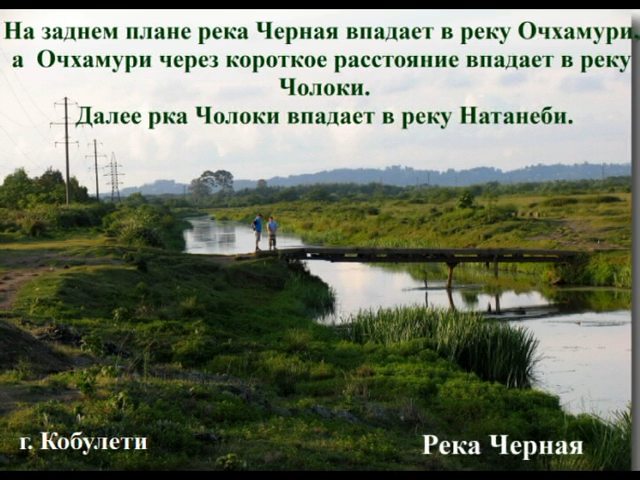 На заднем плане река Черная впадает в реку Очхамури,
а Очхамури через короткое расстояние впадает в реку
Чолоки.
Далее рка Чолоки впадает в реку Натанеби.
г. Кобулети
Река Черная